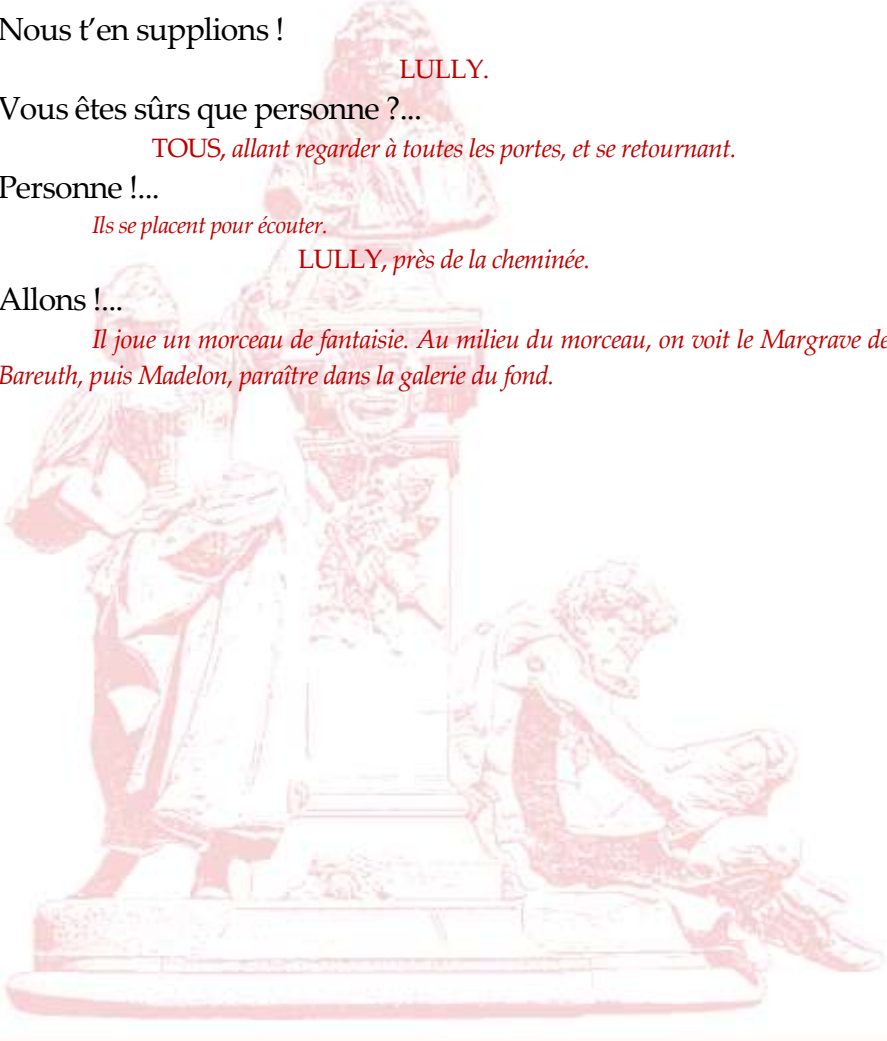 Nous t’en supplions !
LULLY.
Vous êtes sûrs que personne ?...
TOUS, allant regarder à toutes les portes, et se retournant.
Personne !...
Ils se placent pour écouter.
LULLY, près de la cheminée.
Allons !...
Il joue un morceau de fantaisie. Au milieu du morceau, on voit le Margrave de
Bareuth, puis Madelon, paraître dans la galerie du fond.